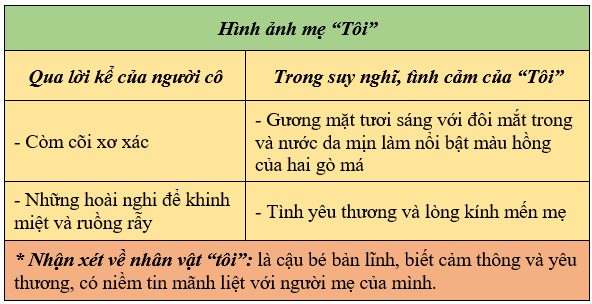 Hình ảnh mẹ “Tôi”
Qua lời kể của người cô
Trong suy nghĩ, tình cảm của “Tôi”
- Còm cõi xơ xác
- Gương mặt tươi sáng với đôi mắt trong
và nước da mịn làm nổi bật màu hồng
của hai gò má
- Những hoài nghi để khinh
miệt và ruồng rẫy
- Tình yêu thương và lòng kính mến mẹ
* Nhận xét về nhân vật “tôi”: là cậu bé bản lĩnh, biết cảm thông và yêu
thương, có niềm tin mãnh liệt với người mẹ của mình.